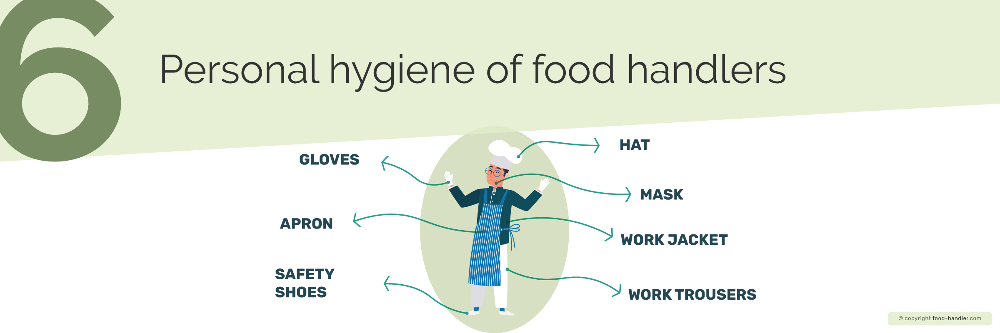 6
Personal hygiene of food handlers
HAT
GLOVES
MASK
APRON
WORK JACKET
SAFETY
SHOES
WORK TROUSERS
© copyright food-handler.com